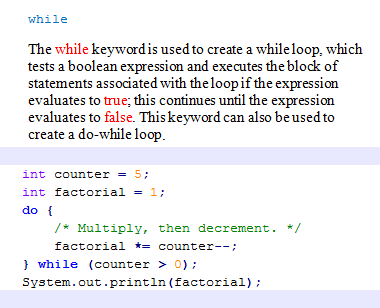 while
The while keyword is used to create a while loop, which
tests a boolean expression and executes the block of
statements associated with the loop if the expression
evaluates to true; this continues until the expression
evaluates to false. This keyword can also be used to
create a do-while loop.
int counter = 5;
int factorial = 1;
do {
    /* Multiply, then decrement. */
    factorial *= counter--;
} while (counter > 0);
System.out.println(factorial);